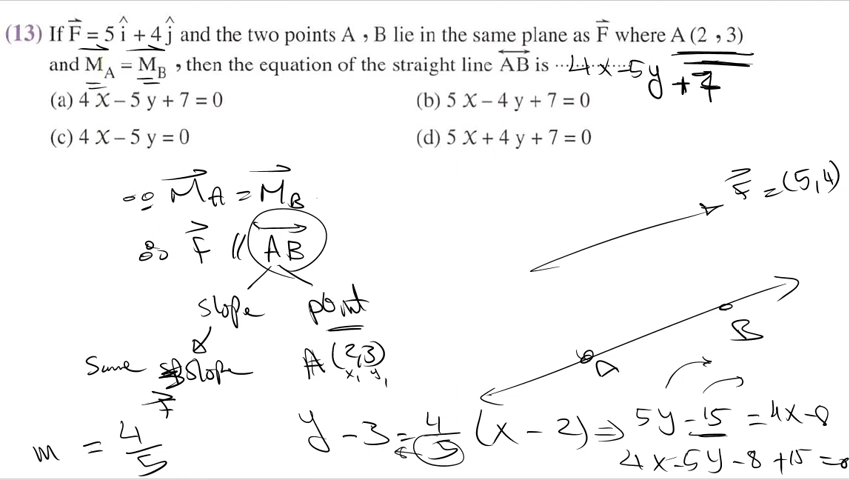 (13) If F = 5 i + 4 j and the two points A , B lie in the same plane as F where A (2 , 3)
and M_A = M_B , then the equation of the straight line AB is ............ 4x-5y+7
(a) 4 X – 5 y + 7 = 0
(b) 5 X – 4 y + 7 = 0
(c) 4 X – 5 y = 0
(d) 5 X + 4 y + 7 = 0
∵ M_A = M_B
F = (5,4)
∴ F // AB
slope point
B
Same slope A (2,3)
x₁ y₁
A
F
m = 4/5
y - 3 = 4/5 (x - 2) ⇒ 5y - 15 = 4x - 8
4x - 5y - 8 + 15 = 0